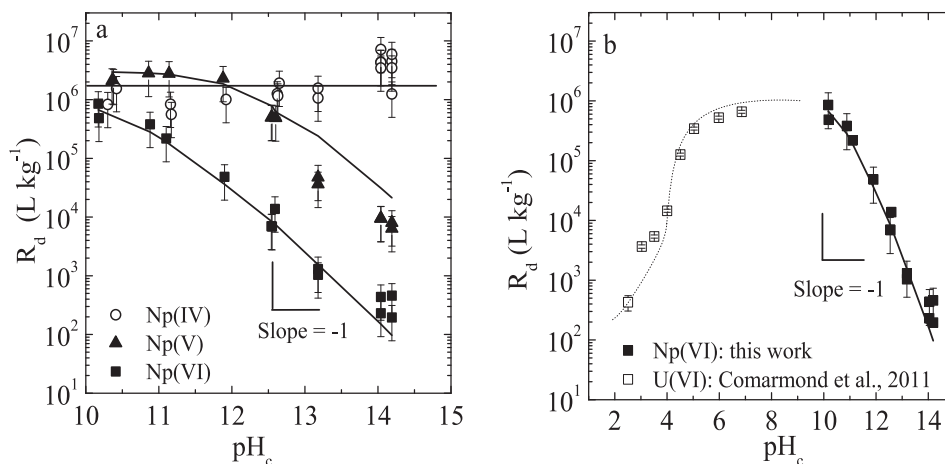 a
10^7
10^6
10^5
10^4
10^3
10^2
10^1
R_d (L kg^-1)
Np(IV)
Np(V)
Np(VI)
Slope = -1
10 11 12 13 14 15
pH_c
b
10^7
10^6
10^5
10^4
10^3
10^2
10^1
R_d (L kg^-1)
Slope = -1
Np(VI): this work
U(VI): Comarmond et al., 2011
2 4 6 8 10 12 14
pH_c